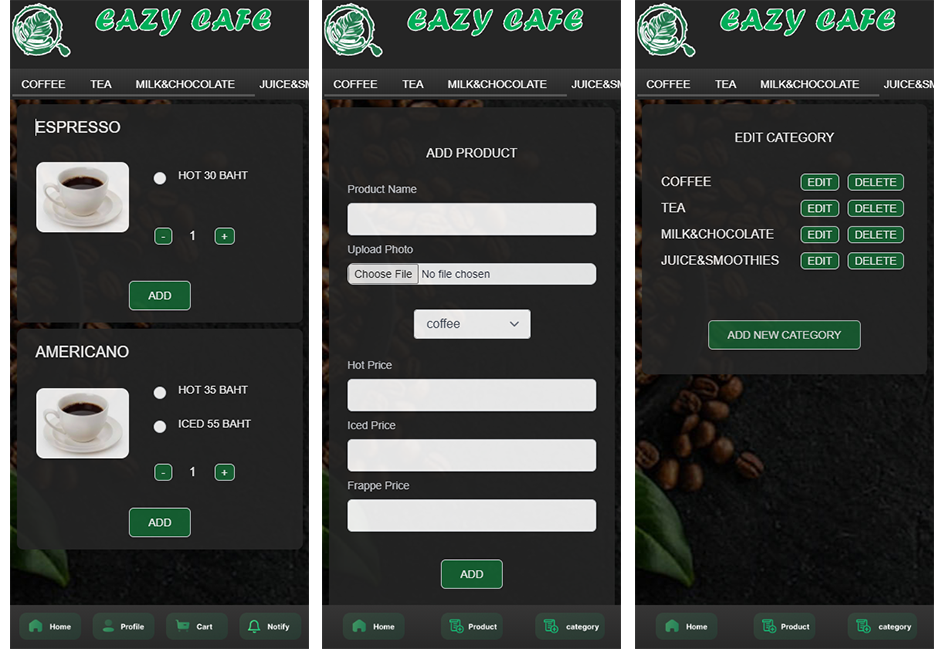 EAZY CAFE
COFFEE TEA MILK&CHOCOLATE JUICE&SM
ESPRESSO
HOT 30 BAHT
- 1 +
ADD
AMERICANO
HOT 35 BAHT
ICED 55 BAHT
- 1 +
ADD
Home Profile Cart Notify
EAZY CAFE
COFFEE TEA MILK&CHOCOLATE JUICE&SM
ADD PRODUCT
Product Name
Upload Photo
Choose File No file chosen
coffee
Hot Price
Iced Price
Frappe Price
ADD
Home Product category
EAZY CAFE
COFFEE TEA MILK&CHOCOLATE JUICE&SM
EDIT CATEGORY
COFFEE EDIT DELETE
TEA EDIT DELETE
MILK&CHOCOLATE EDIT DELETE
JUICE&SMOOTHIES EDIT DELETE
ADD NEW CATEGORY
Home Product category